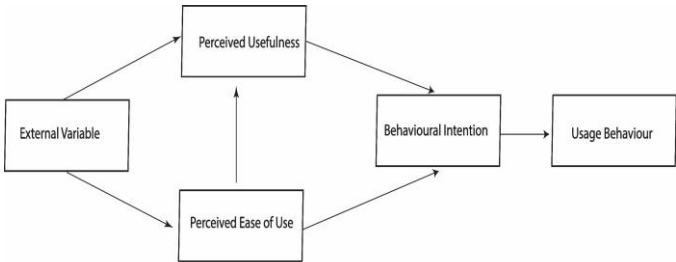 Perceived Usefulness
External Variable
Behavioural Intention
Usage Behaviour
Perceived Ease of Use